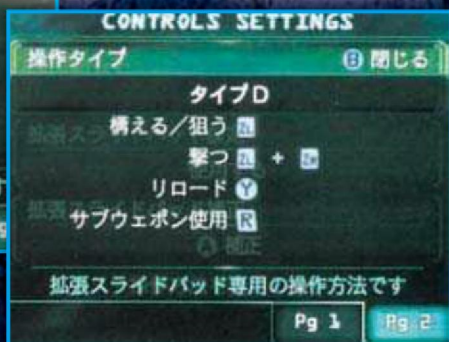 CONTROLS SETTINGS
操作タイプ Ⓑ 閉じる
タイプD
構える／狙う ZL
撃つ ZL + ZR
リロード Ⓨ
サブウェポン使用 R
Ⓐ 補正
拡張スライドパッド専用の操作方法です
Pg 1 Pg 2